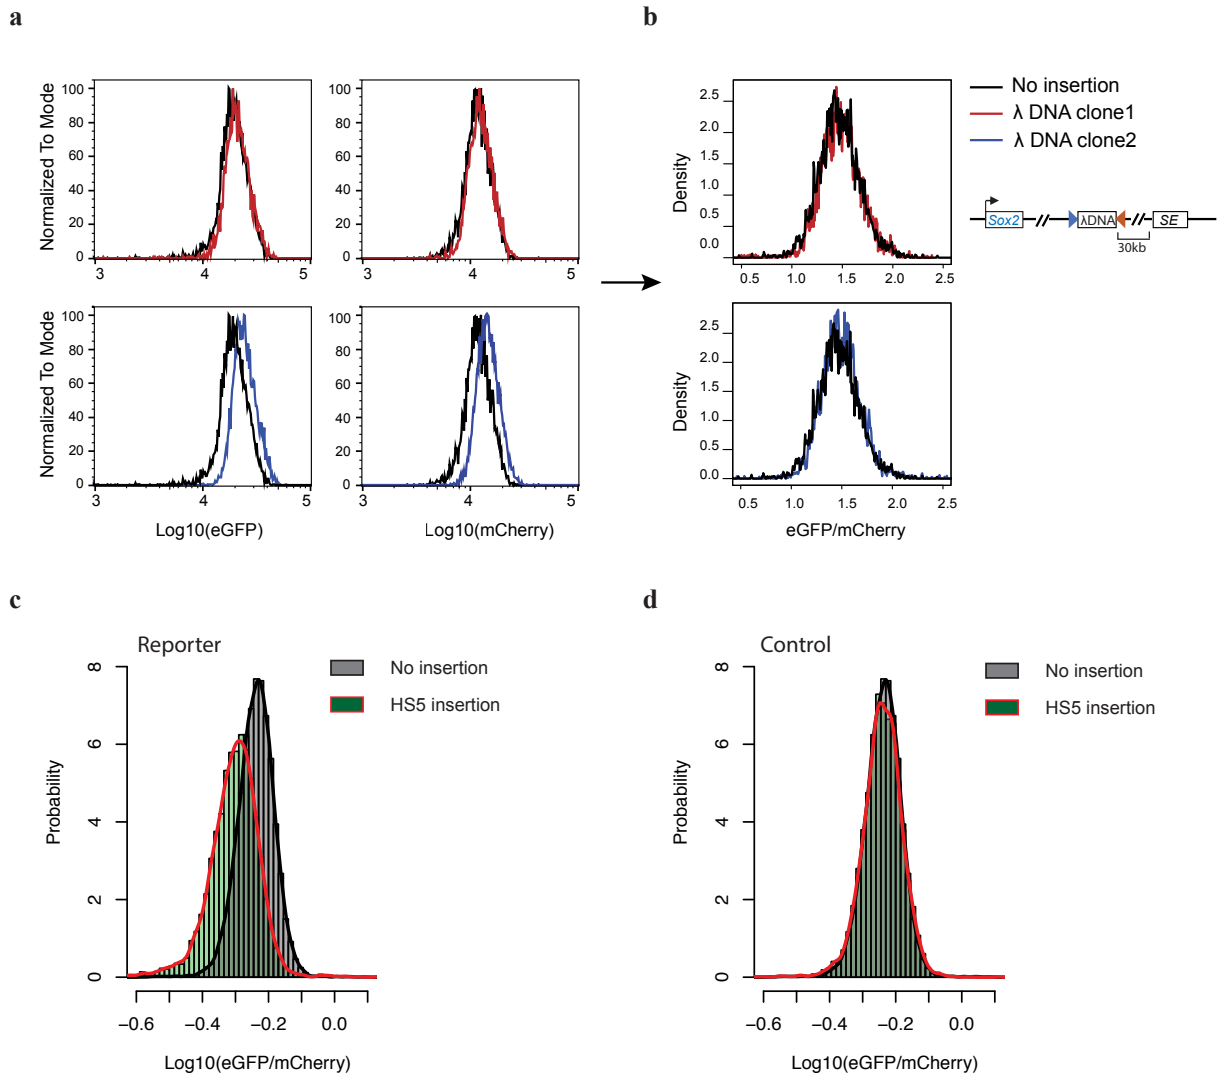 a
b
Normalized To Mode
100
80
60
40
20
0
3
4
5
100
80
60
40
20
0
3
4
5
Density
2.5
2.0
1.5
1.0
0.5
0.0
0.5
1.0
1.5
2.0
2.5
No insertion
λ DNA clone1
λ DNA clone2
Sox2
λDNA
SE
30kb
Normalized To Mode
100
80
60
40
20
0
3
4
5
Log10(eGFP)
100
80
60
40
20
0
3
4
5
Log10(mCherry)
Density
2.5
2.0
1.5
1.0
0.5
0.0
0.5
1.0
1.5
2.0
2.5
eGFP/mCherry
c
d
Reporter
No insertion
HS5 insertion
Probability
8
6
4
2
0
−0.6
−0.4
−0.2
0.0
Log10(eGFP/mCherry)
Control
No insertion
HS5 insertion
Probability
8
6
4
2
0
−0.6
−0.4
−0.2
0.0
Log10(eGFP/mCherry)